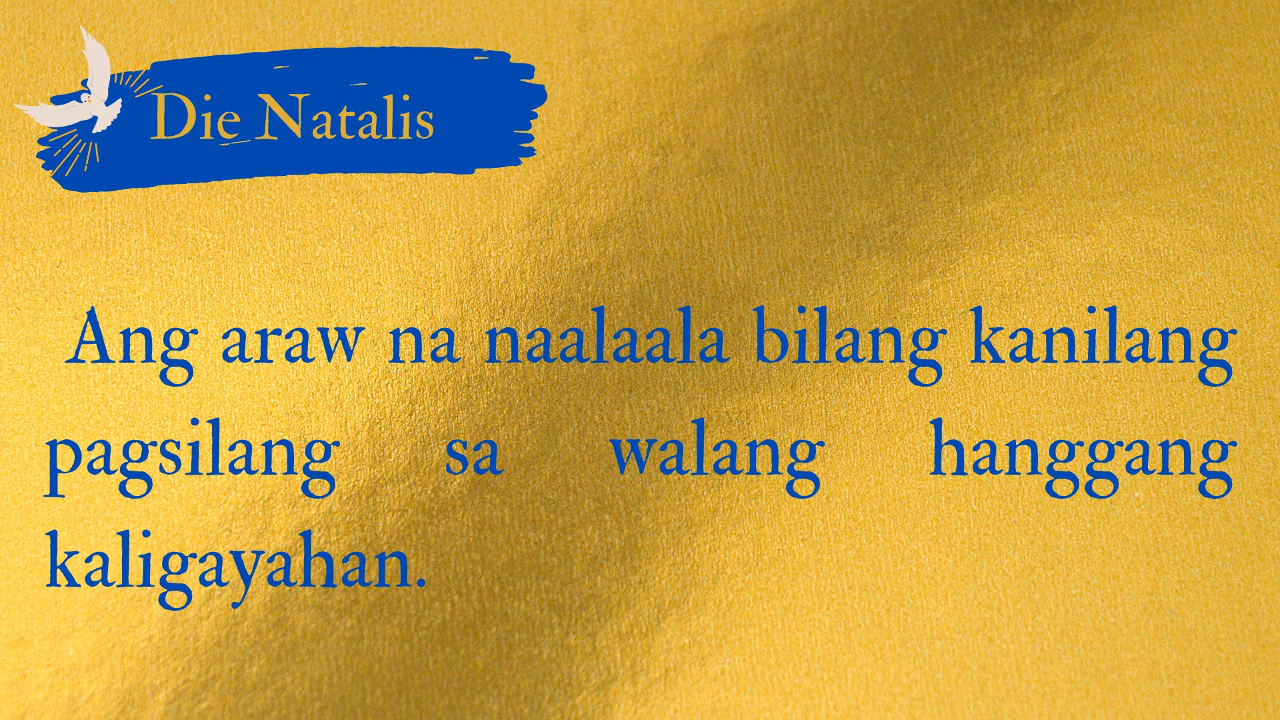 Die Natalis
Ang araw na naalaala bilang kanilang
pagsilang sa walang hanggang
kaligayahan.